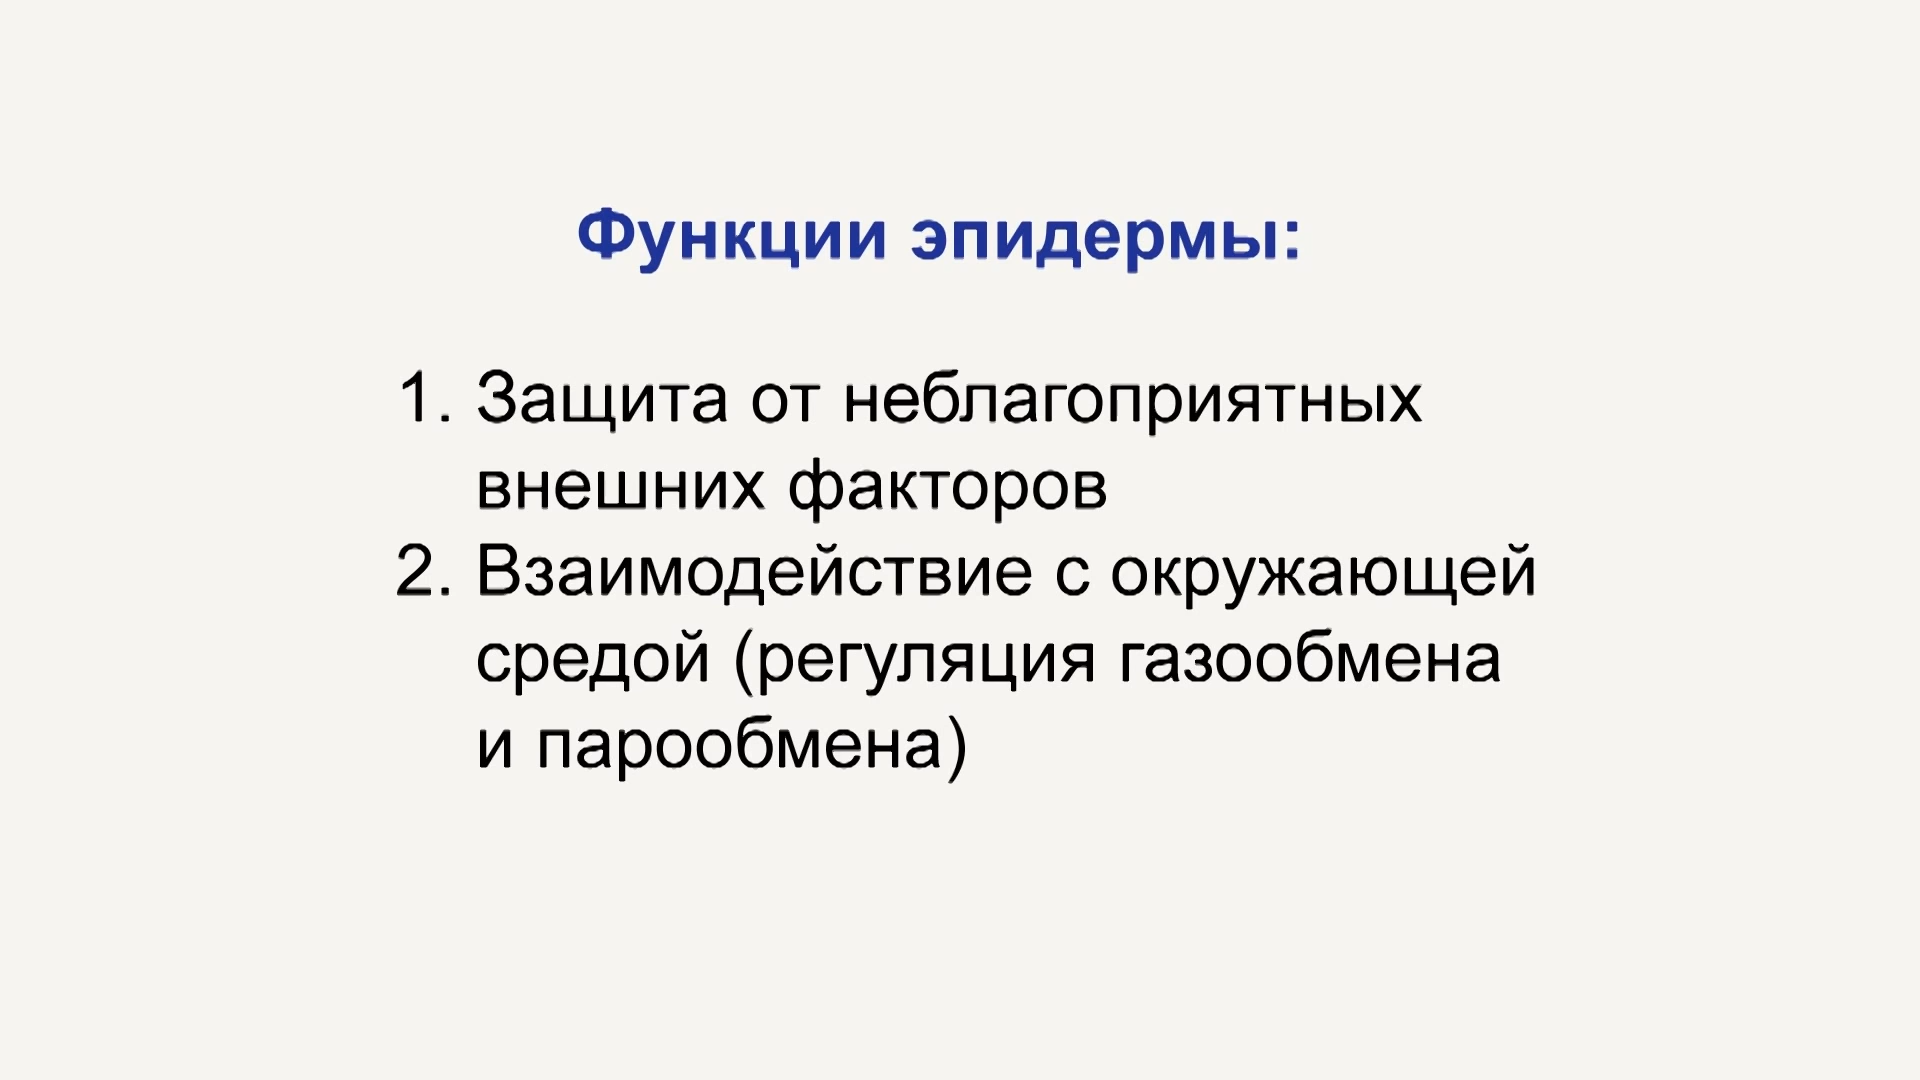 Функции эпидермы:
1. Защита от неблагоприятных
внешних факторов
2. Взаимодействие с окружающей
средой (регуляция газообмена
и парообмена)